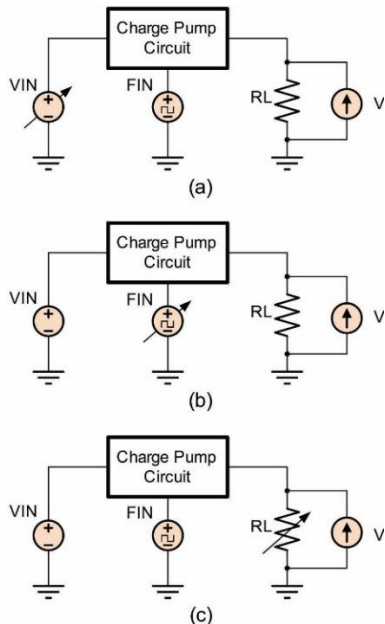 Charge Pump
Circuit
VIN
FIN
RL
V
(a)
Charge Pump
Circuit
VIN
FIN
RL
V
(b)
Charge Pump
Circuit
VIN
FIN
RL
V
(c)